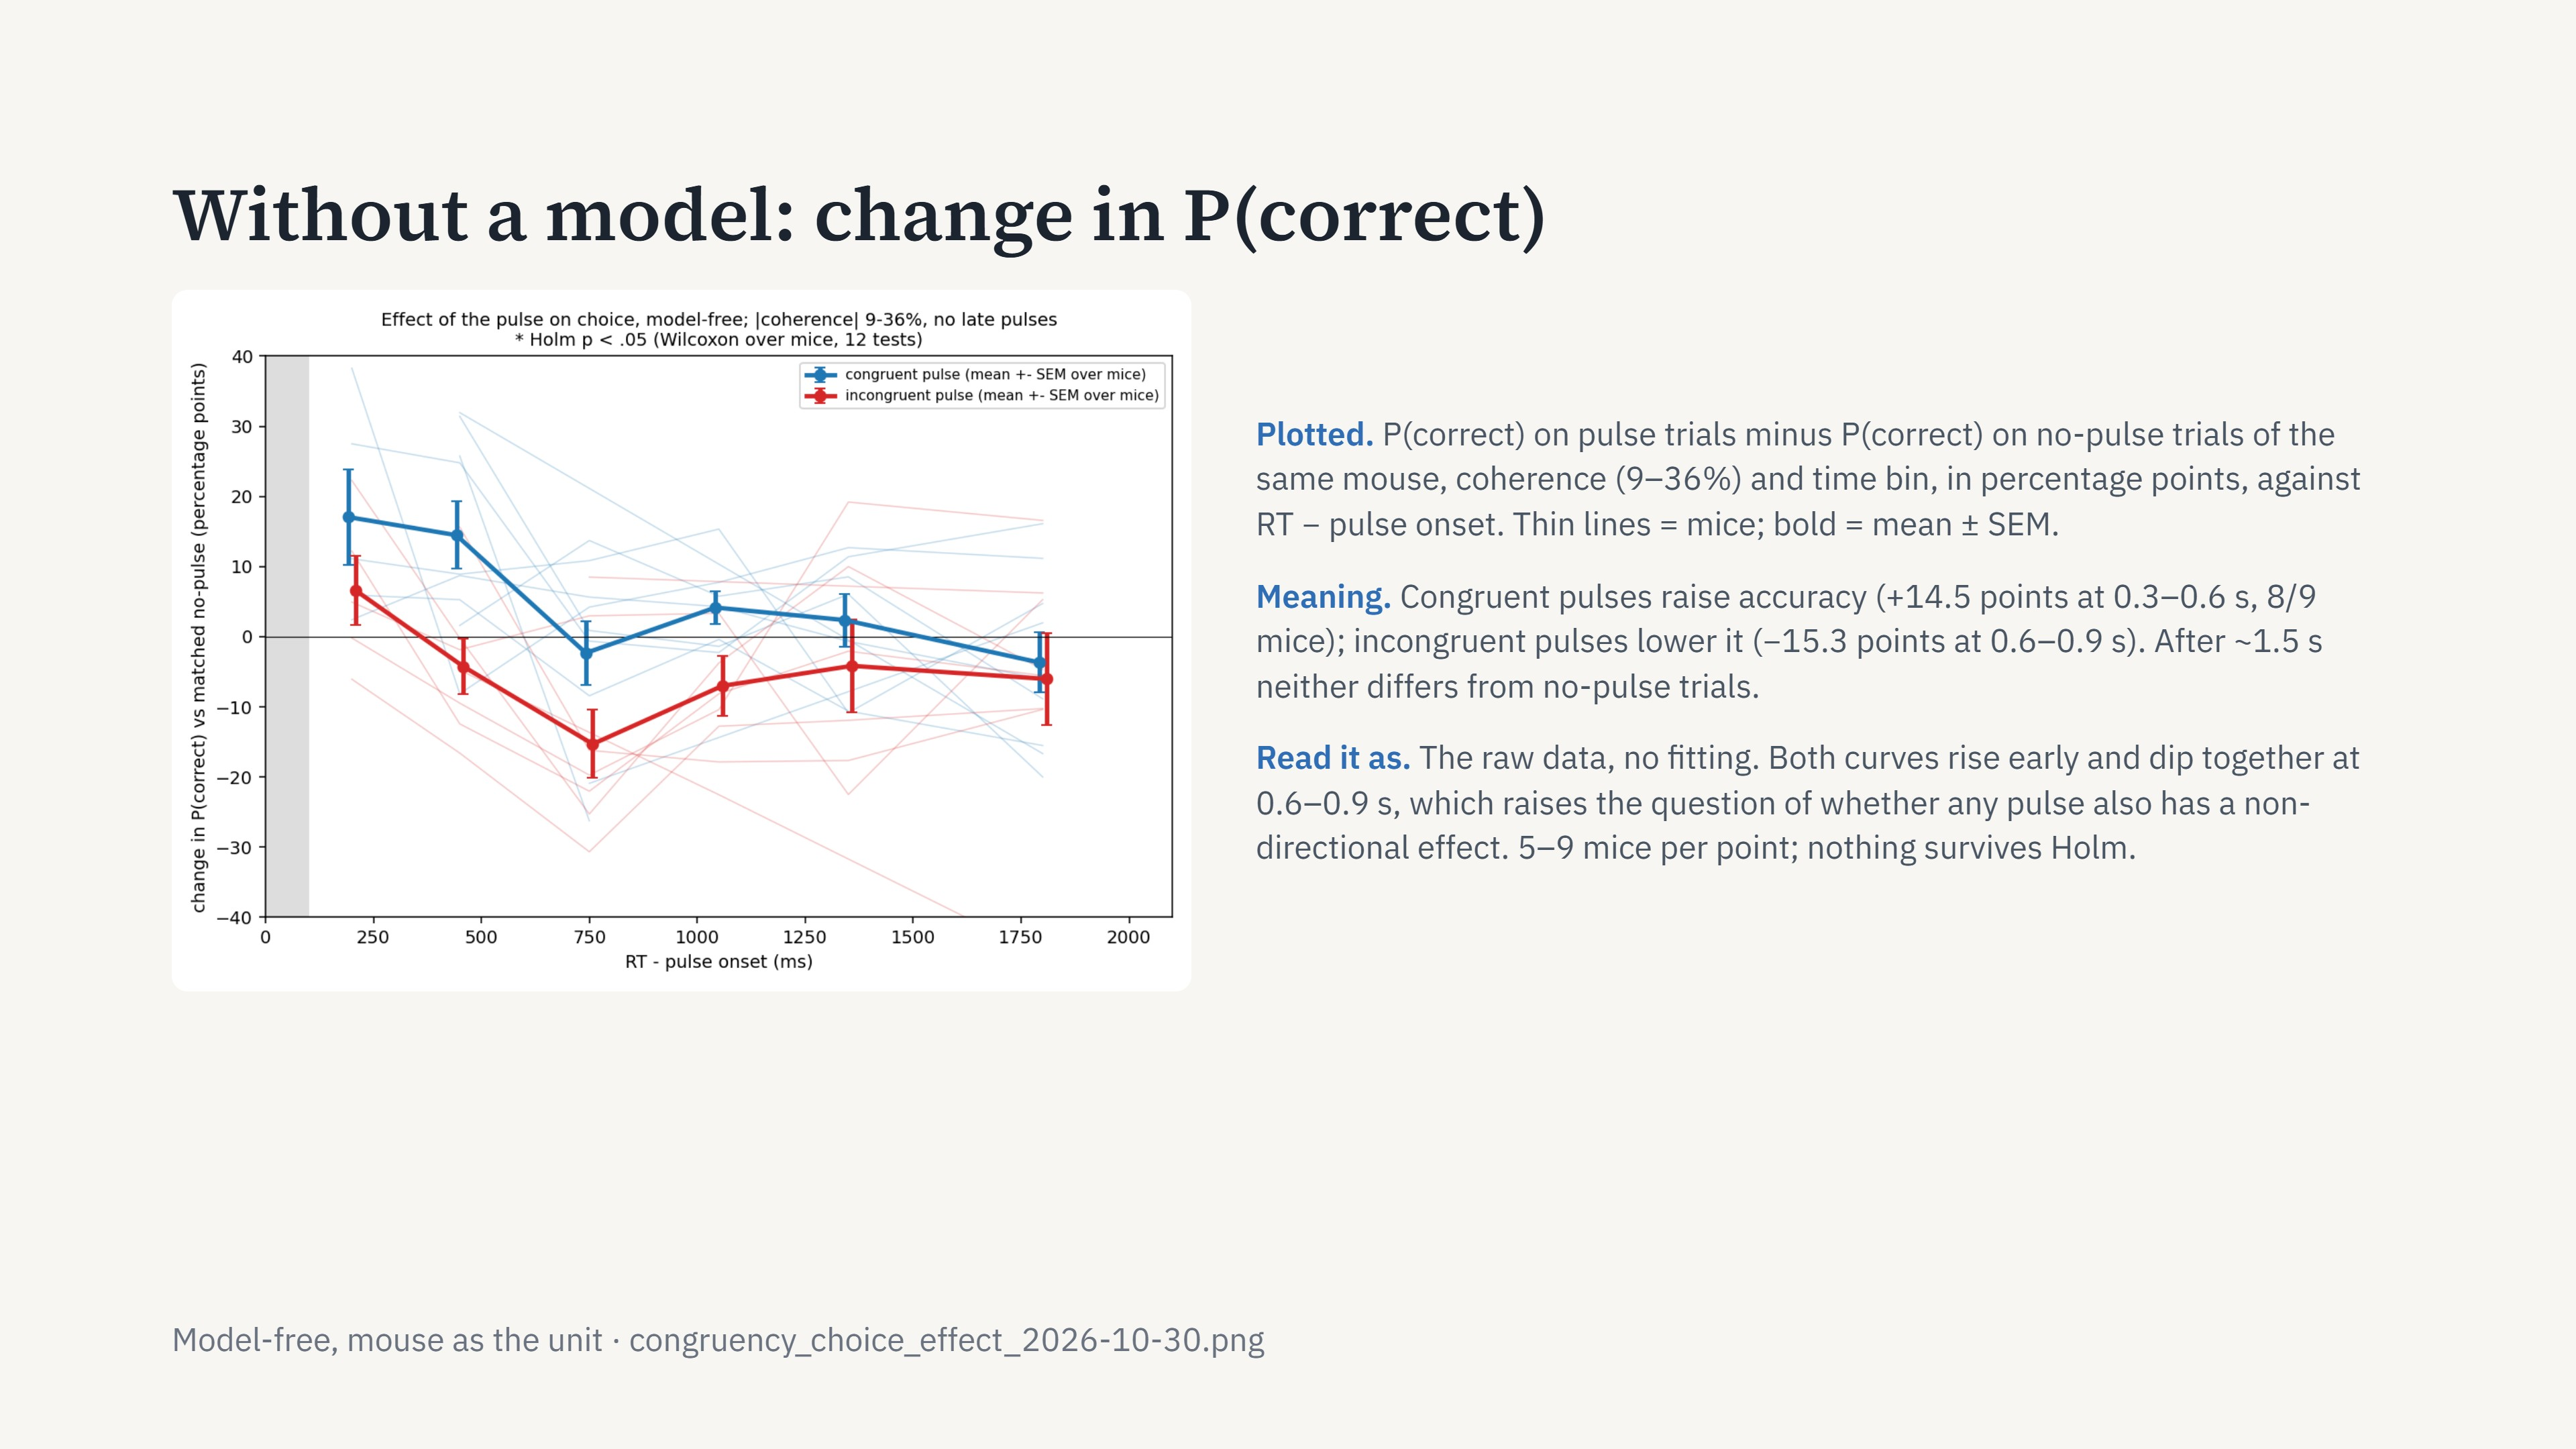 Without a model: change in P(correct)
Effect of the pulse on choice, model-free; |coherence| 9-36%, no late pulses
* Holm p < .05 (Wilcoxon over mice, 12 tests)
change in P(correct) vs matched no-pulse (percentage points)
40
30
20
10
0
−10
−20
−30
−40
congruent pulse (mean +- SEM over mice)
incongruent pulse (mean +- SEM over mice)
0 250 500 750 1000 1250 1500 1750 2000
RT - pulse onset (ms)
Plotted. P(correct) on pulse trials minus P(correct) on no-pulse trials of the
same mouse, coherence (9–36%) and time bin, in percentage points, against
RT − pulse onset. Thin lines = mice; bold = mean ± SEM.
Meaning. Congruent pulses raise accuracy (+14.5 points at 0.3–0.6 s, 8/9
mice); incongruent pulses lower it (−15.3 points at 0.6–0.9 s). After ~1.5 s
neither differs from no-pulse trials.
Read it as. The raw data, no fitting. Both curves rise early and dip together at
0.6–0.9 s, which raises the question of whether any pulse also has a non-
directional effect. 5–9 mice per point; nothing survives Holm.
Model-free, mouse as the unit · congruency_choice_effect_2026-10-30.png